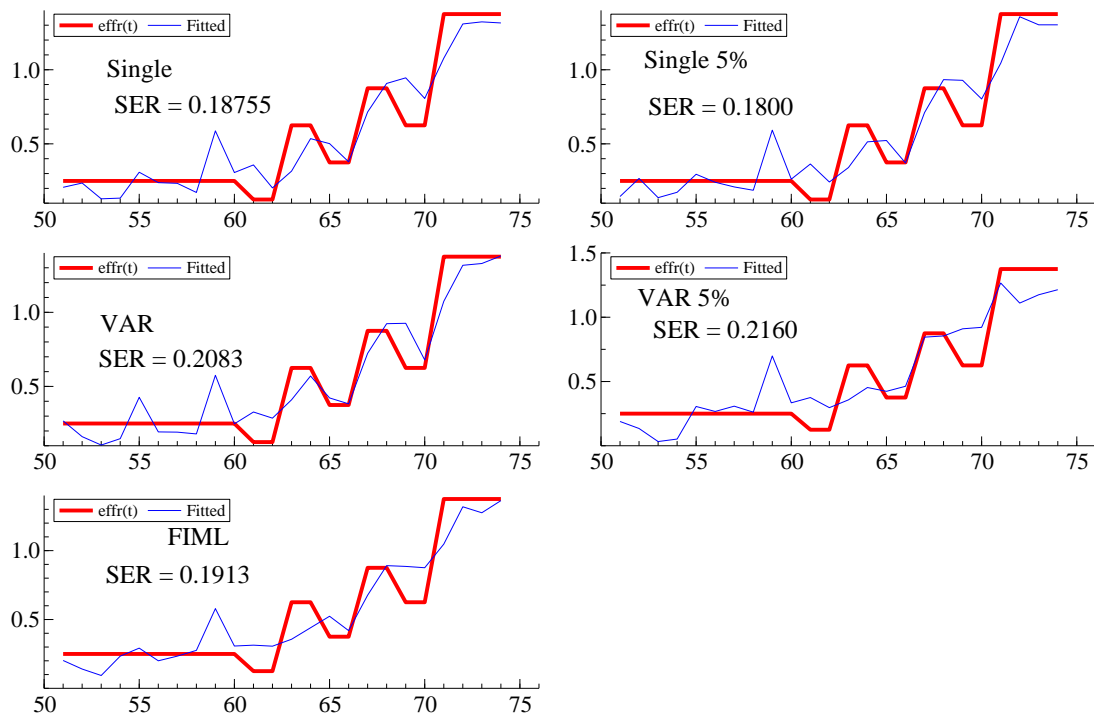 effr(t) Fitted
Single
SER = 0.18755
1.0
0.5
50 55 60 65 70 75
effr(t) Fitted
Single 5%
SER = 0.1800
1.0
0.5
50 55 60 65 70 75
effr(t) Fitted
VAR
SER = 0.2083
1.0
0.5
50 55 60 65 70 75
1.5
effr(t) Fitted
VAR 5%
SER = 0.2160
1.0
0.5
50 55 60 65 70 75
effr(t) Fitted
FIML
SER = 0.1913
1.0
0.5
50 55 60 65 70 75